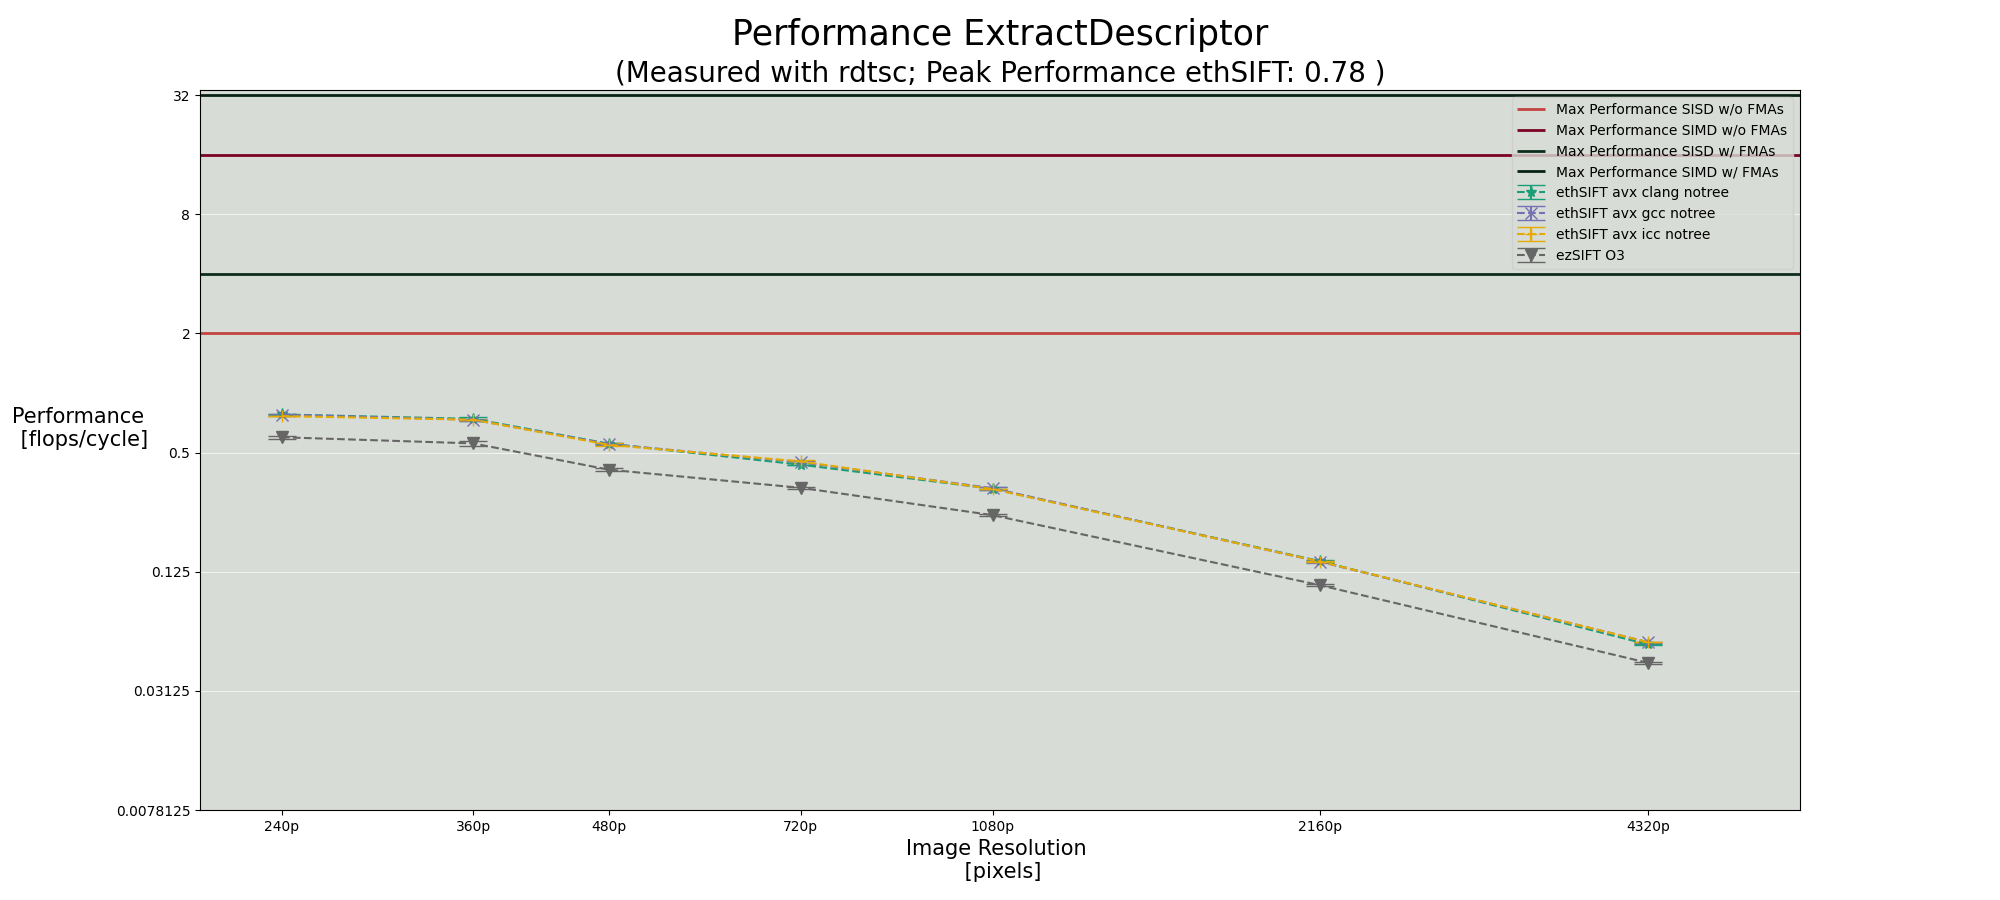 Performance ExtractDescriptor
(Measured with rdtsc; Peak Performance ethSIFT: 0.78 )
32
8
2
0.5
0.125
0.03125
0.0078125
Performance
[flops/cycle]
Max Performance SISD w/o FMAs
Max Performance SIMD w/o FMAs
Max Performance SISD w/ FMAs
Max Performance SIMD w/ FMAs
ethSIFT avx clang notree
ethSIFT avx gcc notree
ethSIFT avx icc notree
ezSIFT O3
240p 360p 480p 720p 1080p 2160p 4320p
Image Resolution
[pixels]